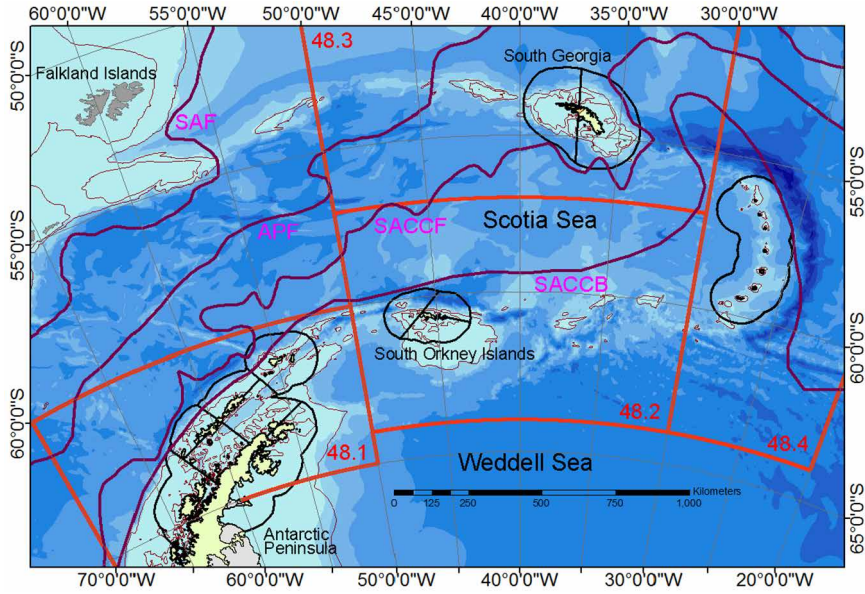 60°0'0"W 55°0'0"W 50°0'0"W 45°0'0"W 40°0'0"W 35°0'0"W 30°0'0"W
50°0'0"S
55°0'0"S
60°0'0"S
Falkland Islands
SAF
48.3
South Georgia
APF
SACCF
Scotia Sea
SACCB
South Orkney Islands
48.1
48.2
48.4
Weddell Sea
0 125 250 500 750 1,000
Kilometers
Antarctic
Peninsula
55°0'0"S
60°0'0"S
65°0'0"S
70°0'0"W 60°0'0"W 50°0'0"W 40°0'0"W 30°0'0"W 20°0'0"W